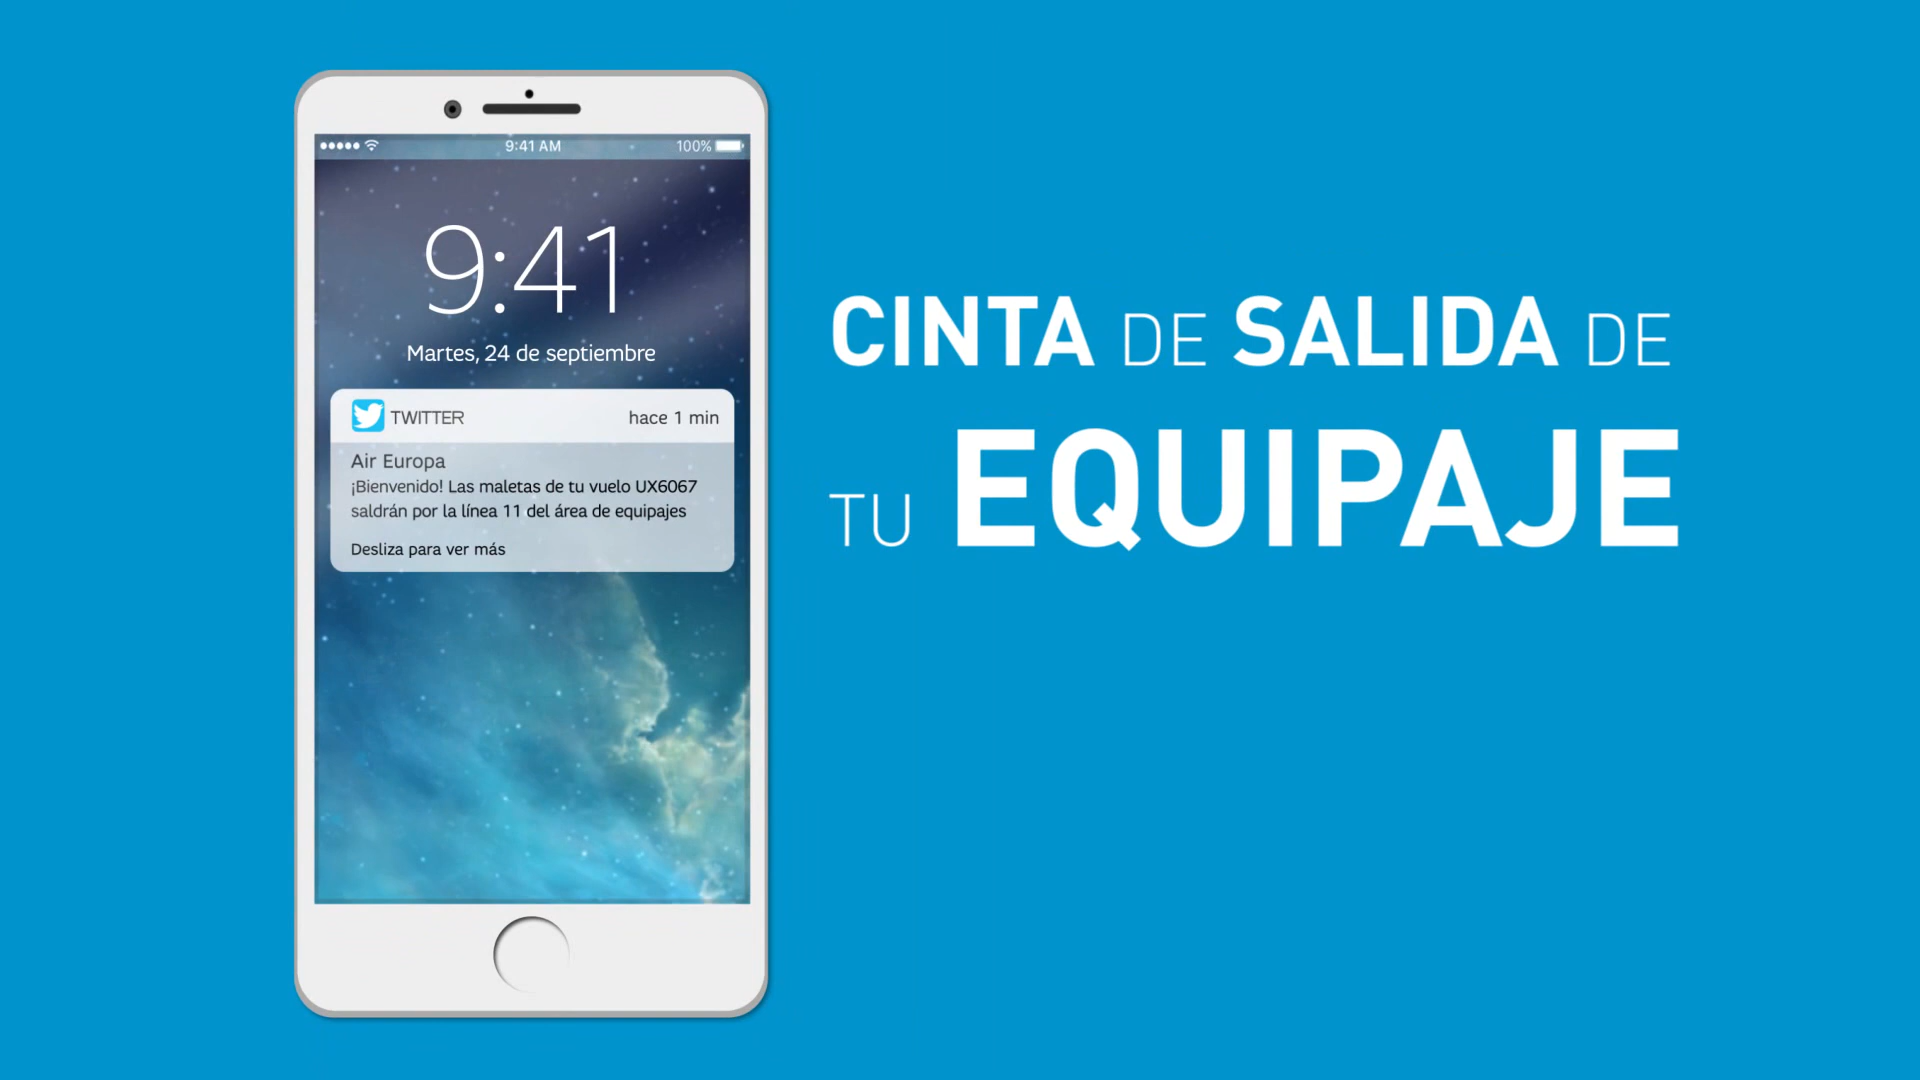 9:41 AM 100%
9:41
Martes, 24 de septiembre
TWITTER hace 1 min
Air Europa
¡Bienvenido! Las maletas de tu vuelo UX6067
saldrán por la línea 11 del área de equipajes
Desliza para ver más
CINTA DE SALIDA DE
TU EQUIPAJE